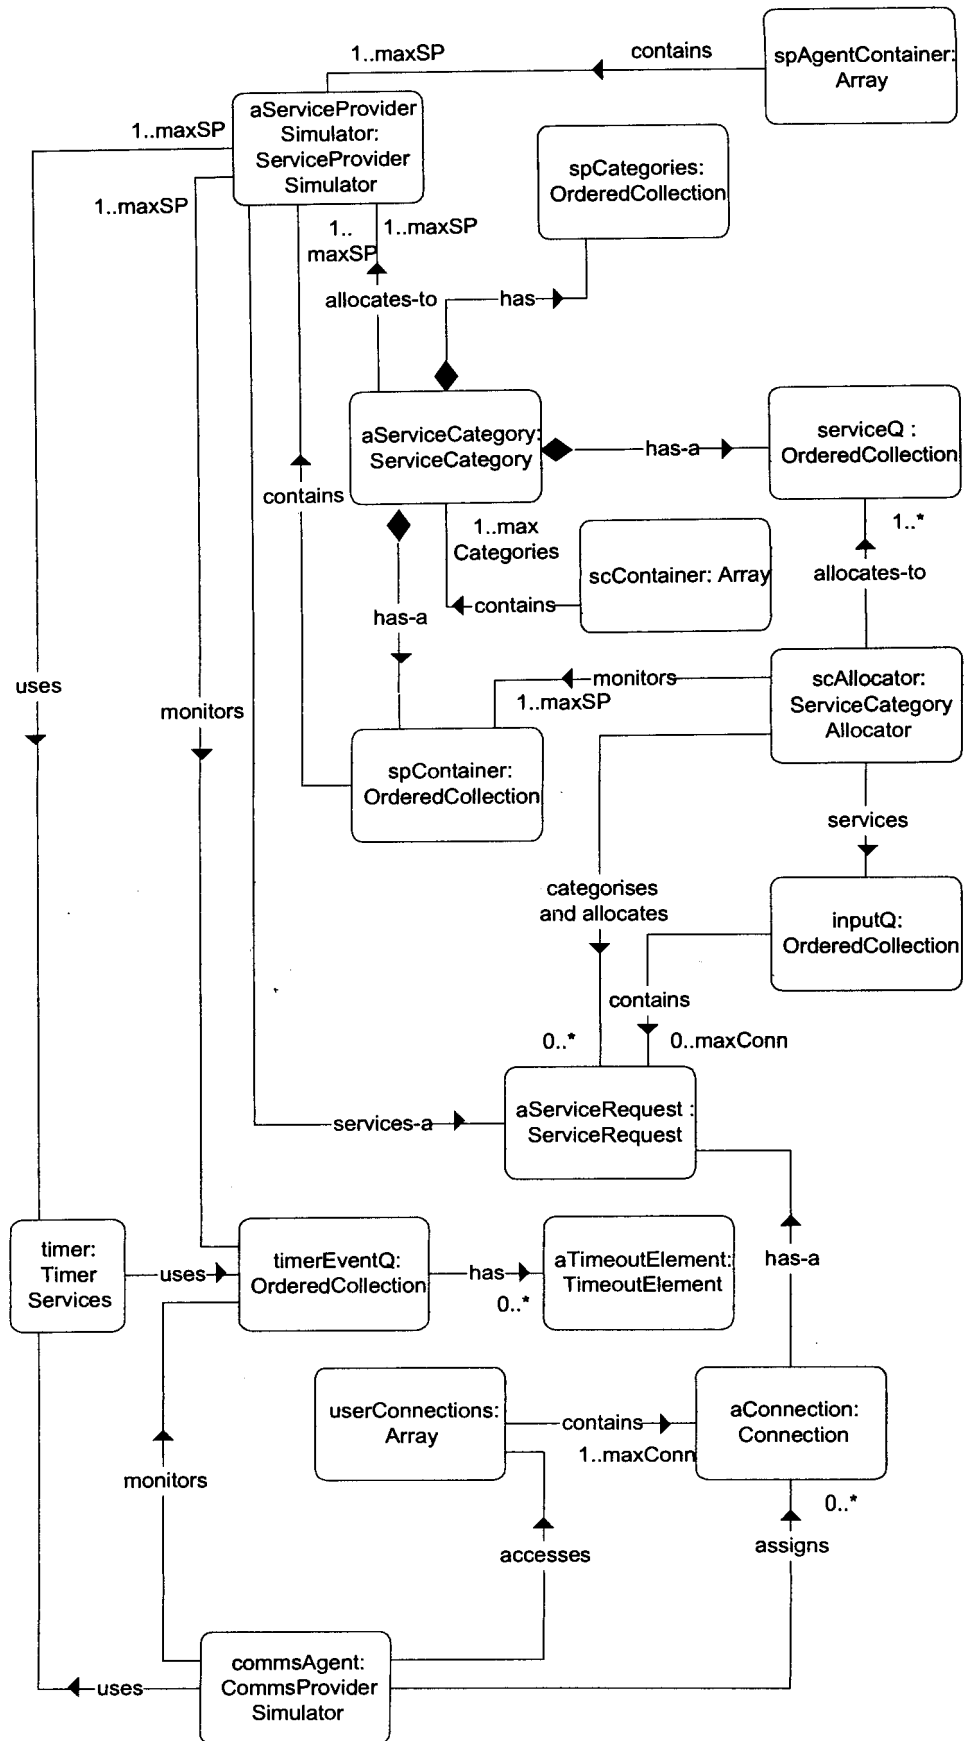 1..maxSP
contains
spAgentContainer:
Array
aServiceProvider
Simulator:
ServiceProvider
Simulator
1..maxSP
spCategories:
OrderedCollection
1..maxSP
1..
maxSP
1..maxSP
allocates-to
has
aServiceCategory:
ServiceCategory
has-a
serviceQ :
OrderedCollection
contains
1..max
Categories
1..*
scContainer: Array
allocates-to
contains
has-a
uses
monitors
monitors
1..maxSP
scAllocator:
ServiceCategory
Allocator
spContainer:
OrderedCollection
services
categorises
and allocates
inputQ:
OrderedCollection
contains
0..*
0..maxConn
services-a
aServiceRequest :
ServiceRequest
timer:
Timer
Services
uses
timerEventQ:
OrderedCollection
has
0..*
aTimeoutElement:
TimeoutElement
has-a
userConnections:
Array
contains
1..maxConn
aConnection:
Connection
monitors
0..*
accesses
assigns
uses
commsAgent:
CommsProvider
Simulator